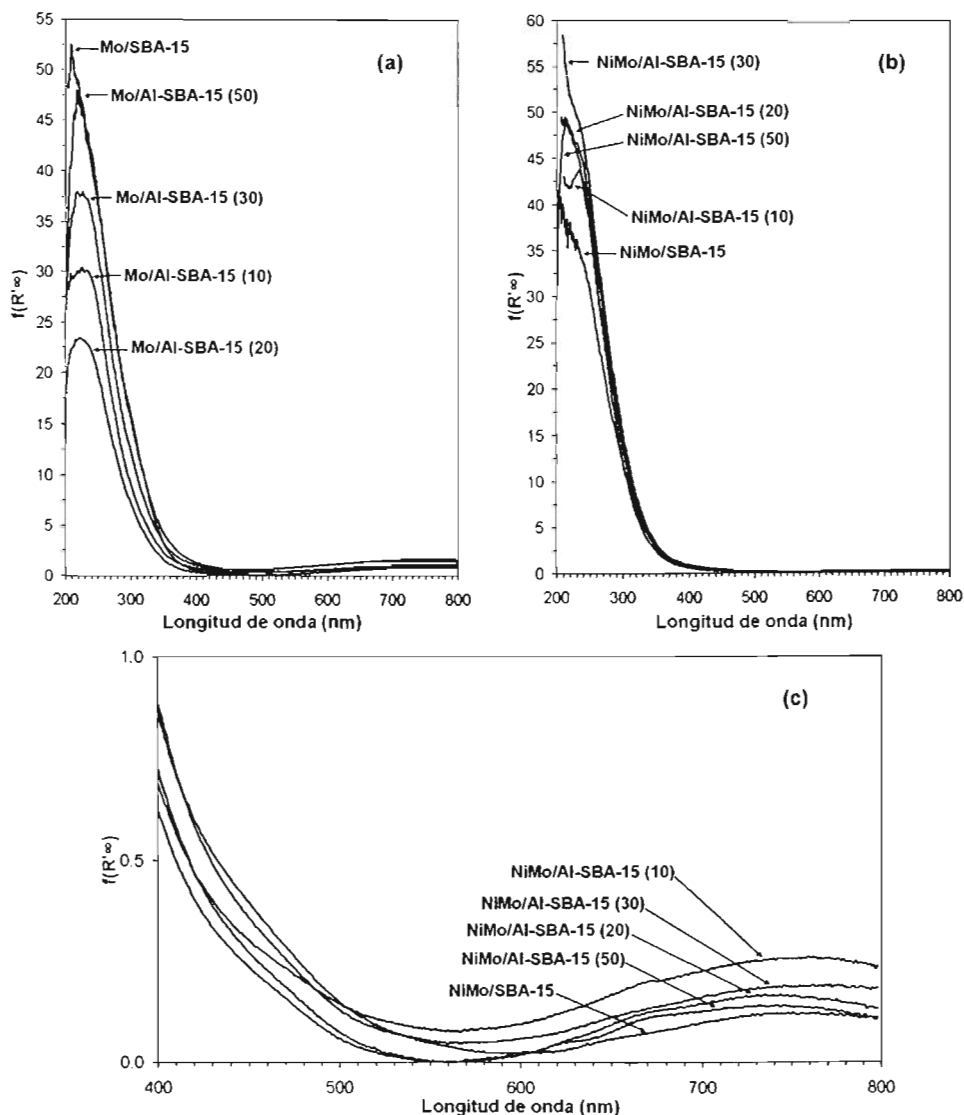 55
50
45
40
35
30
25
20
15
10
5
0
f(R'∞)
Mo/SBA-15
(a)
Mo/Al-SBA-15 (50)
Mo/Al-SBA-15 (30)
Mo/Al-SBA-15 (10)
Mo/Al-SBA-15 (20)
200 300 400 500 600 700 800
Longitud de onda (nm)
60
55
50
45
40
35
30
25
20
15
10
5
0
f(R'∞)
(b)
NiMo/Al-SBA-15 (30)
NiMo/Al-SBA-15 (20)
NiMo/Al-SBA-15 (50)
NiMo/Al-SBA-15 (10)
NiMo/SBA-15
200 300 400 500 600 700 800
Longitud de onda (nm)
1.0
0.5
0.0
f(R'∞)
(c)
NiMo/Al-SBA-15 (10)
NiMo/Al-SBA-15 (30)
NiMo/Al-SBA-15 (20)
NiMo/Al-SBA-15 (50)
NiMo/SBA-15
400 500 600 700 800
Longitud de onda (nm)